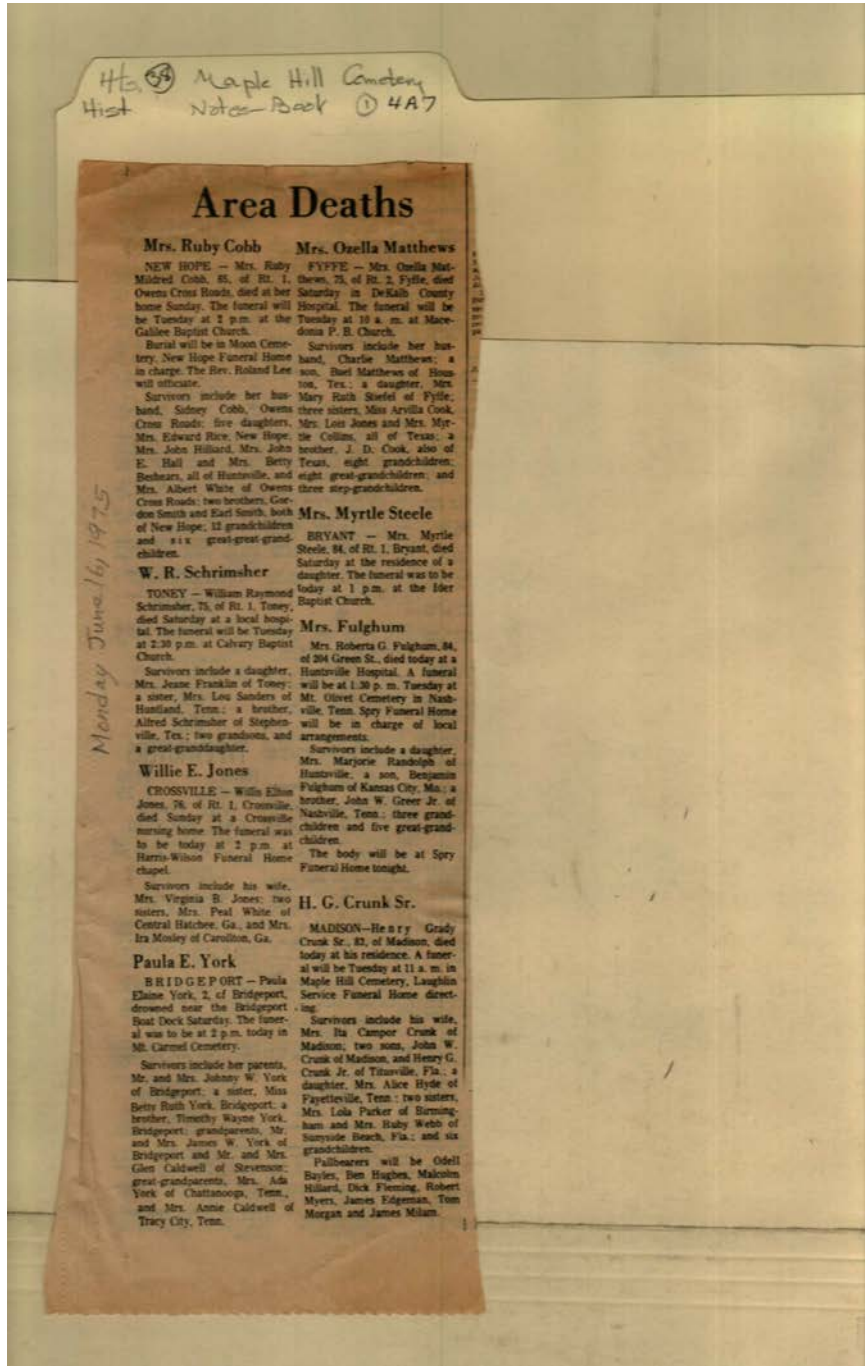 Maple Hill Cemetery
Hist Notes-Book ① 4A7
Monday June 16, 1975
Area Deaths
Mrs. Ruby Cobb
NEW HOPE — Mrs. Ruby
Mildred Cobb, 65, of Rt. 1,
Owens Cross Roads, died at her
home Sunday. The funeral will
be Tuesday at 2 p.m. at the
Galilee Baptist Church.
Burial will be in Moon Ceme-
tery, New Hope Funeral Home
in charge. The Rev. Roland Lee
will officiate.
Survivors include her hus-
band, Sidney Cobb, Owens
Cross Roads; five daughters,
Mrs. Edward Rice, New Hope,
Mrs. John Hilliard, Mrs. John
E. Hall and Mrs. Betty
Beshears, all of Huntsville, and
Mrs. Albert White of Owens
Cross Roads; two brothers, Gor-
don Smith and Earl Smith, both
of New Hope; 12 grandchildren
and six great-great-grand-
children.
W. R. Schrimsher
TONEY — William Raymond
Schrimsher, 75, of Rt. 1, Toney,
died Saturday at a local hospi-
tal. The funeral will be Tuesday
at 2:30 p.m. at Calvary Baptist
Church.
Survivors include a daughter,
Mrs. Jeane Franklin of Toney;
a sister, Mrs. Lou Sanders of
Huntland, Tenn.; a brother,
Alfred Schrimsher of Stephen-
ville, Tex.; two grandsons, and
a great-granddaughter.
Willie E. Jones
CROSSVILLE — Willis Elton
Jones, 76, of Rt. 1, Crossville,
died Sunday at a Crossville
nursing home. The funeral was
to be today at 2 p.m. at
Harris-Wilson Funeral Home
chapel.
Survivors include his wife,
Mrs. Virginia B. Jones; two
sisters, Mrs. Peal White of
Central Hatchee, Ga., and Mrs.
Ira Mosley of Carollton, Ga.
Paula E. York
BRIDGEPORT — Paula
Elaine York, 2, of Bridgeport,
drowned near the Bridgeport
Boat Dock Saturday. The funer-
al was to be at 2 p.m. today in
Mt. Carmel Cemetery.
Survivors include her parents,
Mr. and Mrs. Johnny W. York
of Bridgeport; a sister, Miss
Betty Ruth York, Bridgeport; a
brother, Timothy Wayne York,
Bridgeport; grandparents, Mr.
and Mrs. James W. York of
Bridgeport and Mr. and Mrs.
Glen Caldwell of Stevenson;
great-grandparents, Mrs. Ada
York of Chattanooga, Tenn.,
and Mrs. Annie Caldwell of
Tracy City, Tenn.
Mrs. Ozella Matthews
FYFFE — Mrs. Ozella Mat-
thews, 75, of Rt. 2, Fyffe, died
Saturday in DeKalb County
Hospital. The funeral will be
Tuesday at 10 a. m. at Mace-
donia P. B. Church.
Survivors include her hus-
band, Charlie Matthews; a
son, Buel Matthews of Hous-
ton, Tex.; a daughter, Mrs.
Mary Ruth Stiefel of Fyffe;
three sisters, Miss Arvilla Cook,
Mrs. Lois Jones and Mrs. Myr-
tle Collins, all of Texas; a
brother, J. D. Cook, also of
Texas, eight grandchildren;
eight great-grandchildren; and
three step-grandchildren.
Mrs. Myrtle Steele
BRYANT — Mrs. Myrtle
Steele, 84, of Rt. 1, Bryant, died
Saturday at the residence of a
daughter. The funeral was to be
today at 1 p.m. at the Ider
Baptist Church.
Mrs. Fulghum
Mrs. Roberta G. Fulghum, 84,
of 204 Green St., died today at a
Huntsville Hospital. A funeral
will be at 1:30 p. m. Tuesday at
Mt. Olivet Cemetery in Nash-
ville, Tenn. Spry Funeral Home
will be in charge of local
arrangements.
Survivors include a daughter,
Mrs. Marjorie Randolph of
Huntsville, a son, Benjamin
Fulghum of Kansas City, Mo.; a
brother, John W. Greer Jr. of
Nashville, Tenn.; three grand-
children and five great-grand-
children.
The body will be at Spry
Funeral Home tonight.
H. G. Crunk Sr.
MADISON—Henry Grady
Crunk Sr., 82, of Madison, died
today at his residence. A funer-
al will be Tuesday at 11 a. m. in
Maple Hill Cemetery, Laughlin
Service Funeral Home direct-
ing.
Survivors include his wife,
Mrs. Ita Campor Crunk of
Madison; two sons, John W.
Crunk of Madison, and Henry G.
Crunk Jr. of Titusville, Fla.; a
daughter, Mrs. Alice Hyde of
Fayetteville, Tenn.; two sisters,
Mrs. Lola Parker of Birming-
ham and Mrs. Ruby Webb of
Sunyside Beach, Fla.; and six
grandchildren.
Pallbearers will be Odell
Bayles, Ben Hughes, Malcolm
Hillard, Dick Fleming, Robert
Myers, James Edgeman, Tom
Morgan and James Milam.